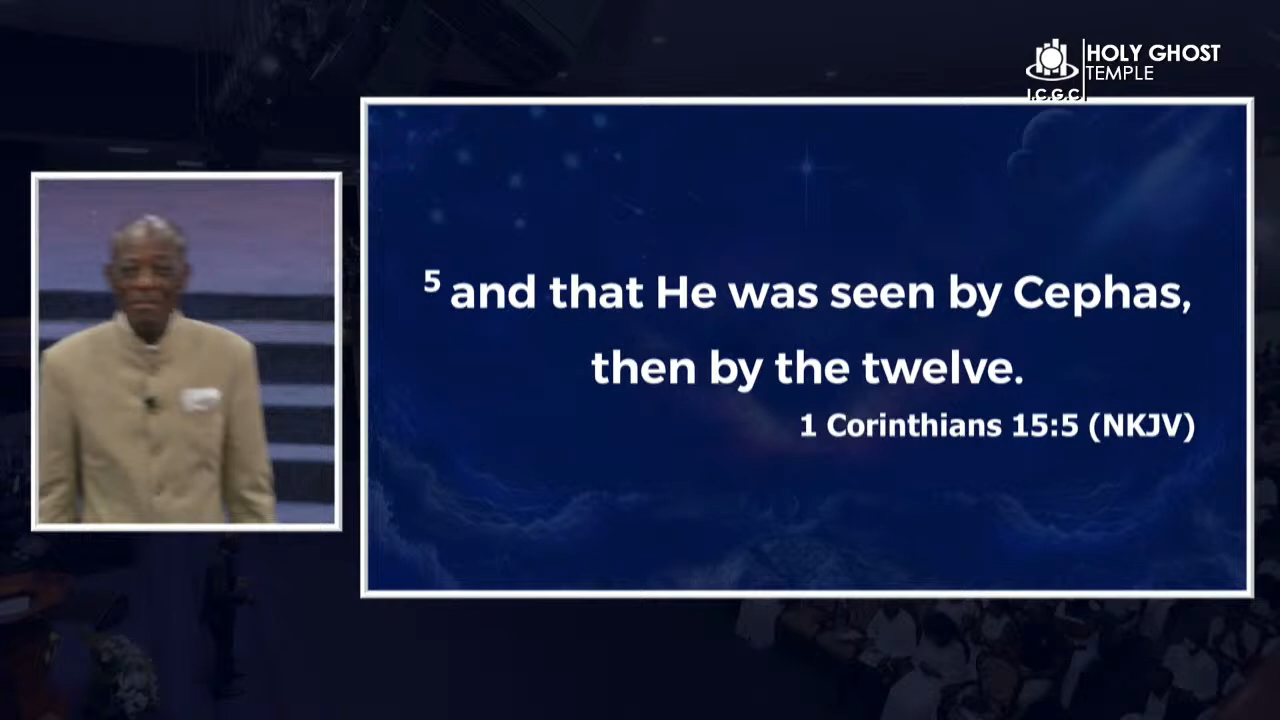 HOLY GHOST
TEMPLE
I.C.G.C
5 and that He was seen by Cephas,
then by the twelve.
1 Corinthians 15:5 (NKJV)